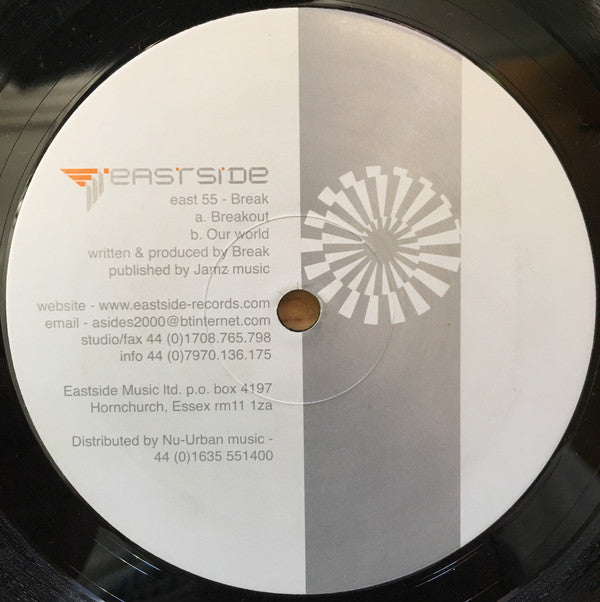 eastside
east 55 - Break
a. Breakout
b. Our world
written & produced by Break
published by Jamz music
website - www.eastside-records.com
email - asides2000@btinternet.com
studio/fax 44 (0)1708.765.798
info 44 (0)7970.136.175
Eastside Music ltd. p.o. box 4197
Hornchurch, Essex rm11 1za
Distributed by Nu-Urban music -
44 (0)1635 551400